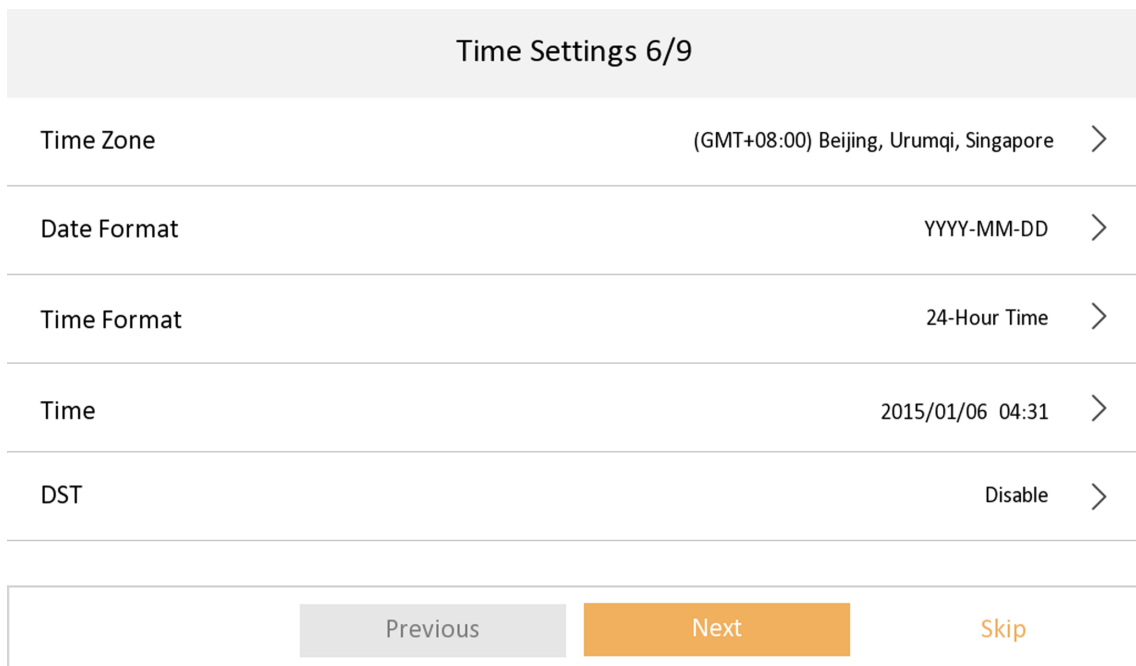 Time Settings 6/9
Time Zone (GMT+08:00) Beijing, Urumqi, Singapore
Date Format YYYY-MM-DD
Time Format 24-Hour Time
Time 2015/01/06 04:31
DST Disable
Previous Next Skip